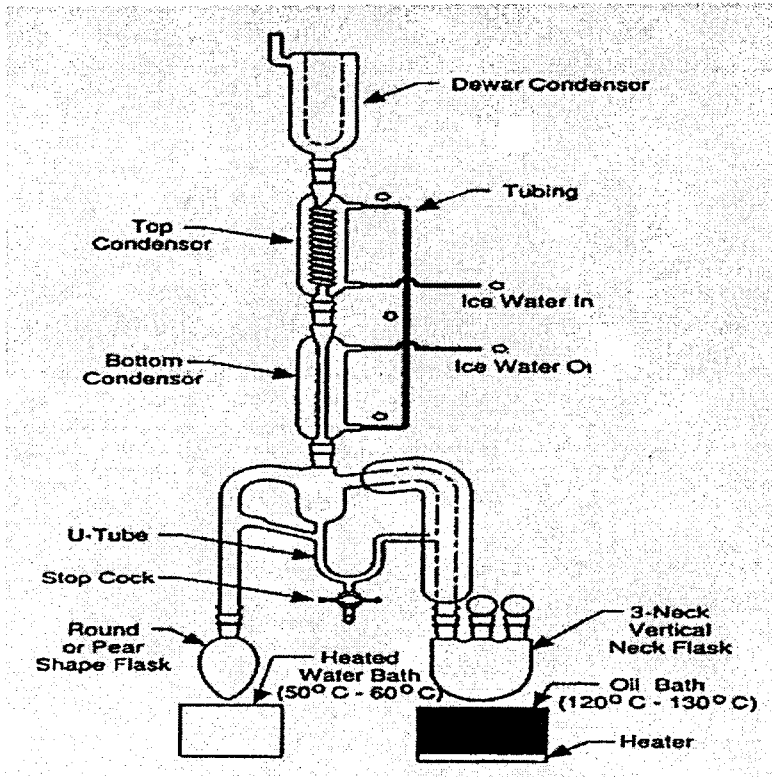 Dewar Condensor
Tubing
Top
Condensor
Ice Water In
Bottom
Condensor
Ice Water Ou
U-Tube
Stop Cock
Round
or Pear
Shape Flask
Heated
Water Bath
(50° C - 60° C)
3-Neck
Vertical
Neck Flask
Oil Bath
(120° C - 130° C)
Heater